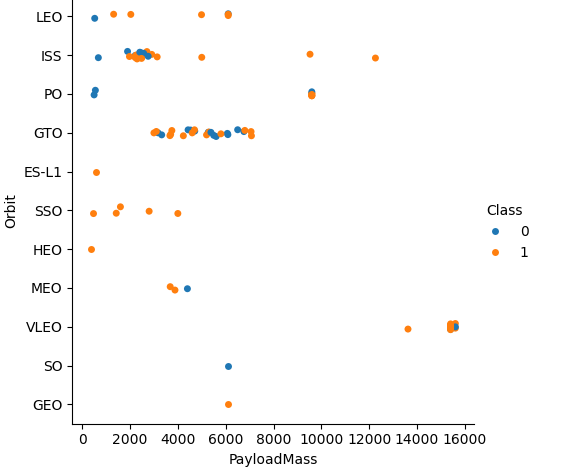 LEO
ISS
PO
GTO
ES-L1
SSO
HEO
MEO
VLEO
SO
GEO
Orbit
0 2000 4000 6000 8000 10000 12000 14000 16000
PayloadMass
Class
0
1